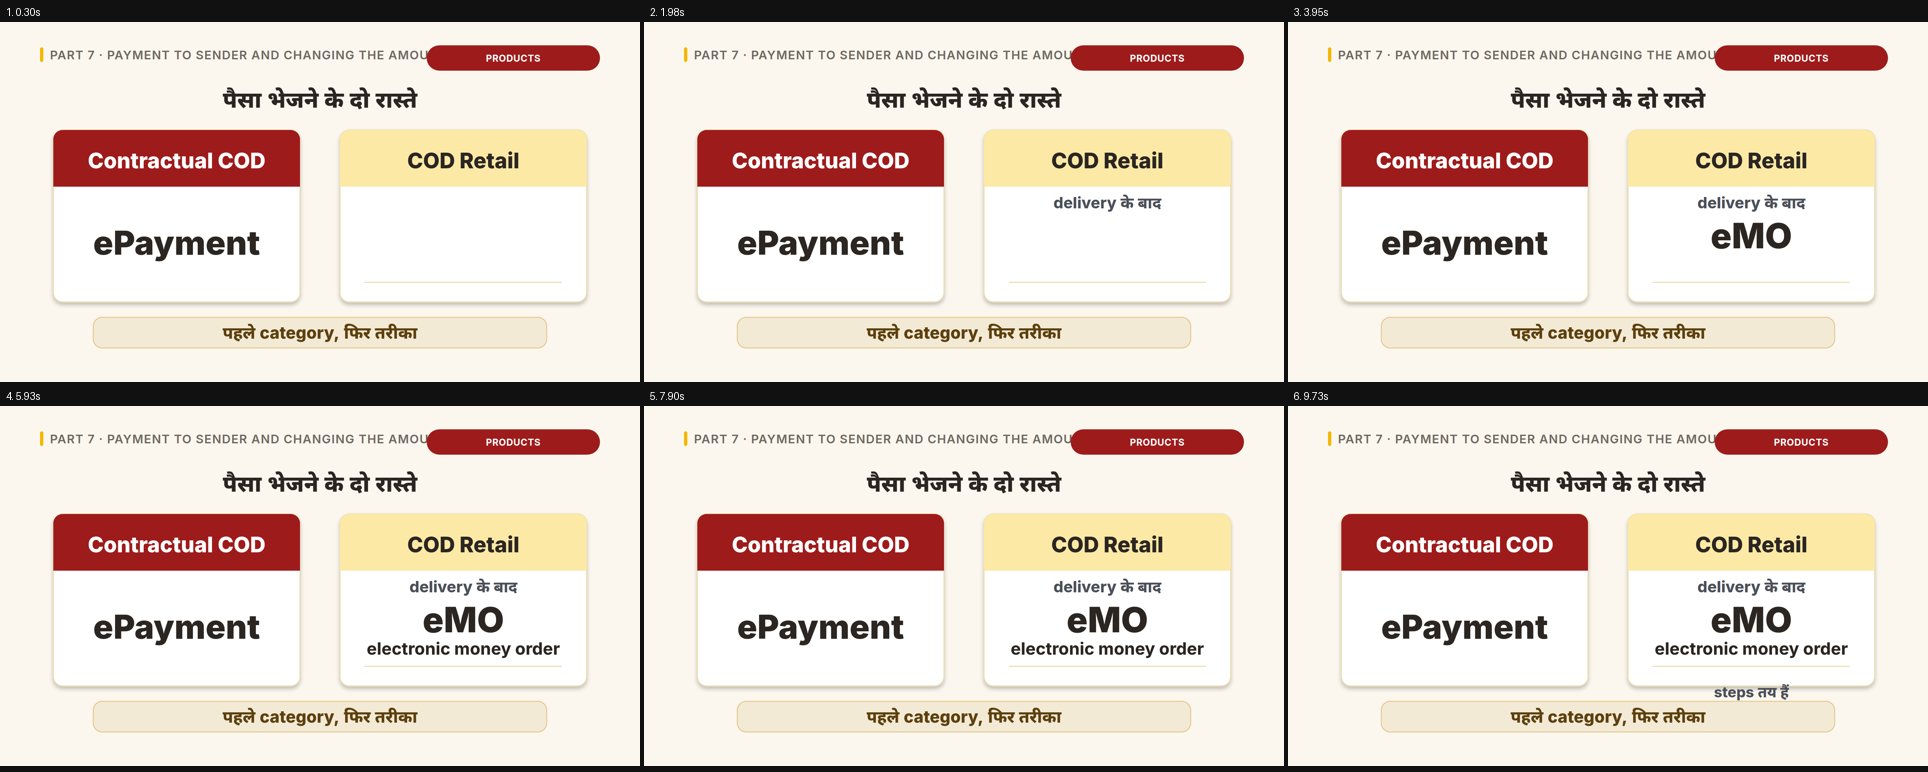 1. 0.30s
PART 7 · PAYMENT TO SENDER AND CHANGING THE AMOU
PRODUCTS
पैसा भेजने के दो रास्ते
Contractual COD
COD Retail
ePayment
पहले category, फिर तरीका
2. 1.98s
PART 7 · PAYMENT TO SENDER AND CHANGING THE AMOU
PRODUCTS
पैसा भेजने के दो रास्ते
Contractual COD
COD Retail
delivery के बाद
ePayment
पहले category, फिर तरीका
3. 3.95s
PART 7 · PAYMENT TO SENDER AND CHANGING THE AMOU
PRODUCTS
पैसा भेजने के दो रास्ते
Contractual COD
COD Retail
delivery के बाद
ePayment
eMO
पहले category, फिर तरीका
4. 5.93s
PART 7 · PAYMENT TO SENDER AND CHANGING THE AMOU
PRODUCTS
पैसा भेजने के दो रास्ते
Contractual COD
COD Retail
delivery के बाद
ePayment
eMO
electronic money order
पहले category, फिर तरीका
5. 7.90s
PART 7 · PAYMENT TO SENDER AND CHANGING THE AMOU
PRODUCTS
पैसा भेजने के दो रास्ते
Contractual COD
COD Retail
delivery के बाद
ePayment
eMO
electronic money order
पहले category, फिर तरीका
6. 9.73s
PART 7 · PAYMENT TO SENDER AND CHANGING THE AMOU
PRODUCTS
पैसा भेजने के दो रास्ते
Contractual COD
COD Retail
delivery के बाद
ePayment
eMO
electronic money order
steps तय हैं
पहले category, फिर तरीका